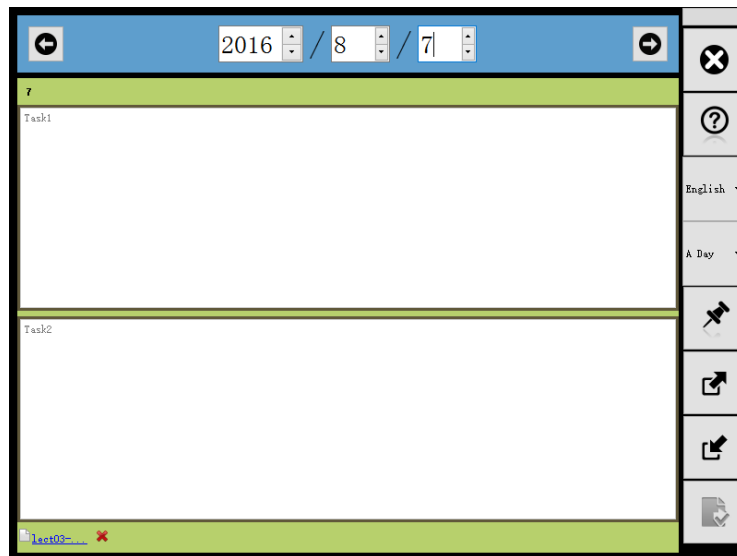 2016 / 8 / 7
7
Task1
Task2
lect03-...
English
A Day